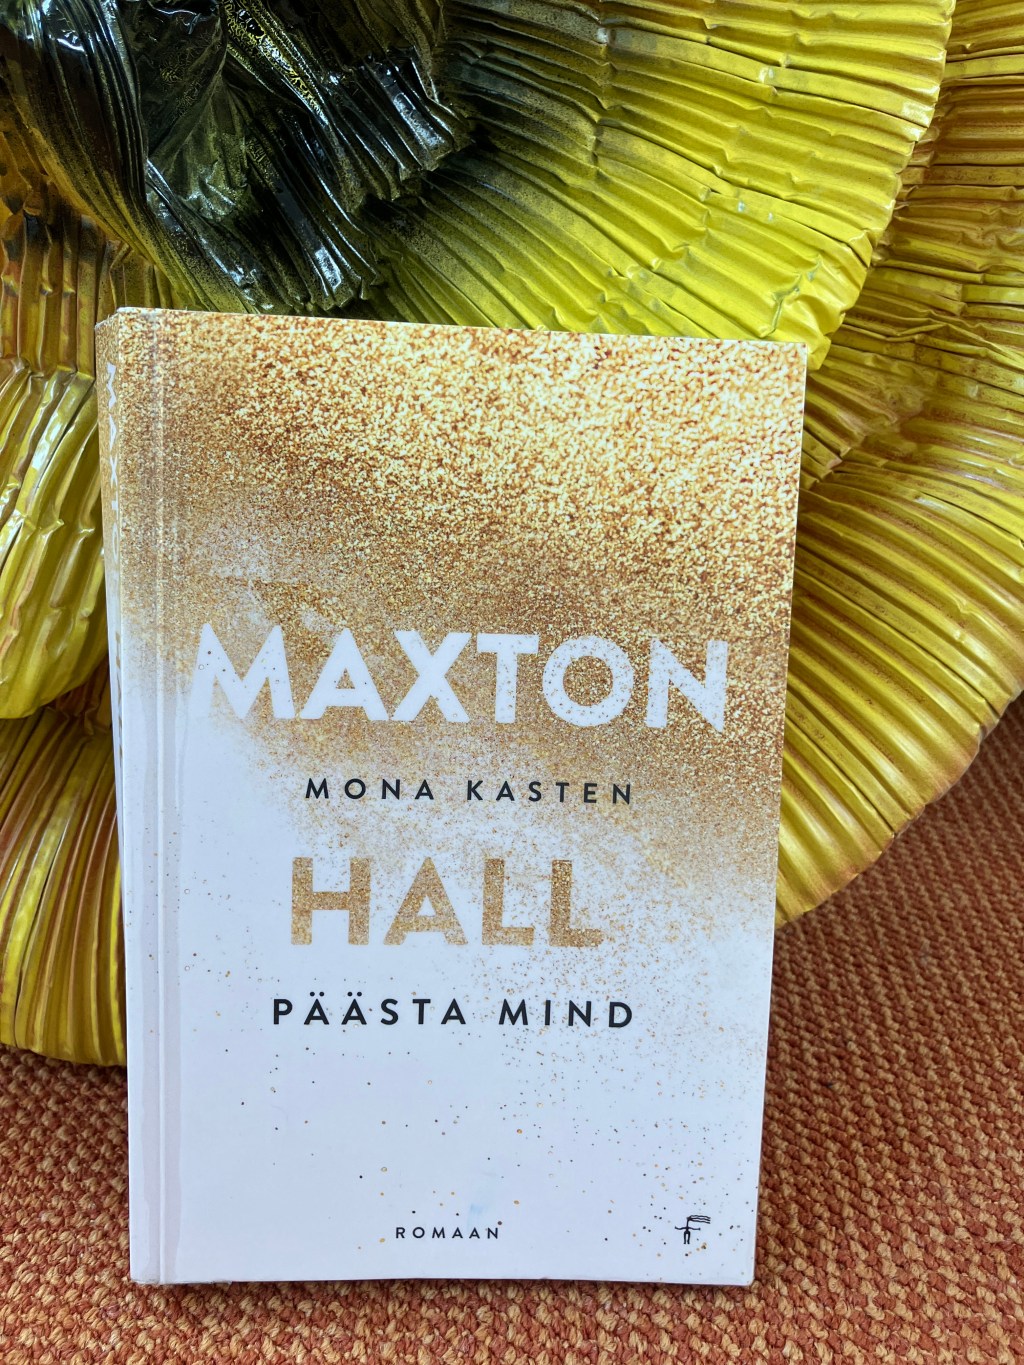 MAXTON
MONA KASTEN
HALL
PÄÄSTA MIND
ROMAAN